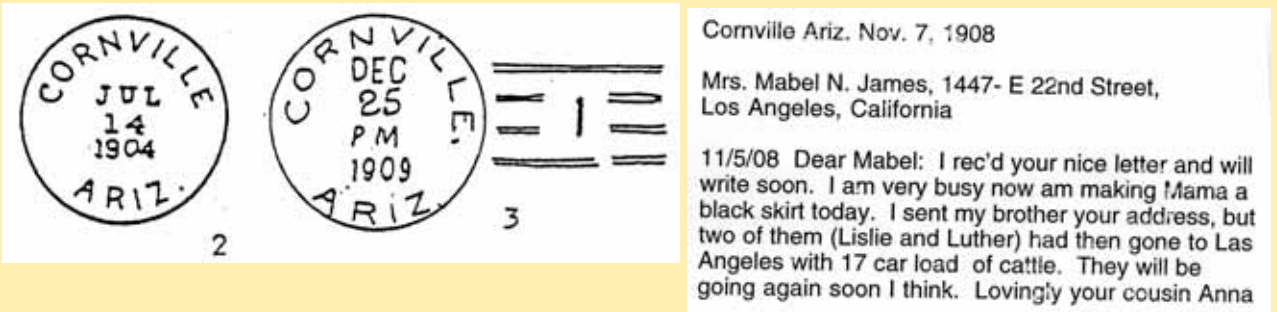 CORNVILLE
JUL
14
1904
ARIZ.
2
CORNVILLE.
DEC
25
PM
1909
ARIZ.
1
3
Cornville Ariz. Nov. 7, 1908
Mrs. Mabel N. James, 1447- E 22nd Street,
Los Angeles, California
11/5/08 Dear Mabel: I rec'd your nice letter and will
write soon. I am very busy now am making Mama a
black skirt today. I sent my brother your address, but
two of them (Lislie and Luther) had then gone to Las
Angeles with 17 car load of cattle. They will be
going again soon I think. Lovingly your cousin Anna